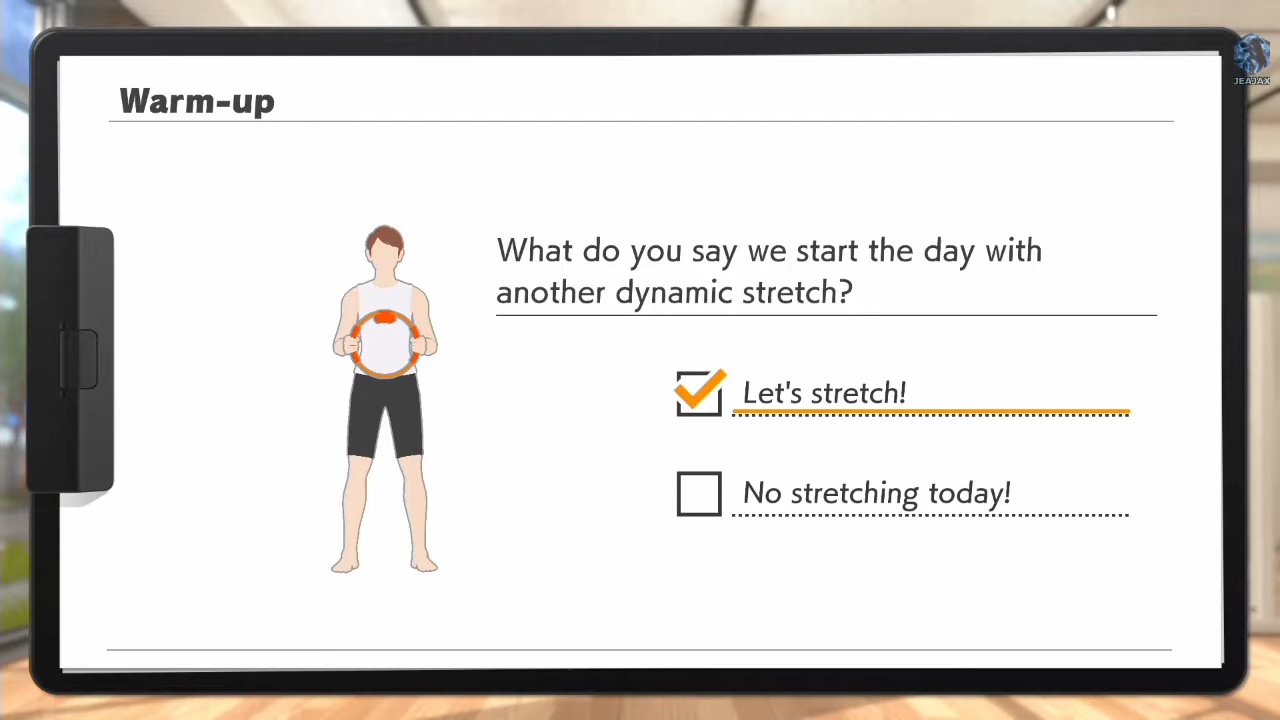 JEAJAX
Warm-up
What do you say we start the day with
another dynamic stretch?
Let's stretch!
No stretching today!